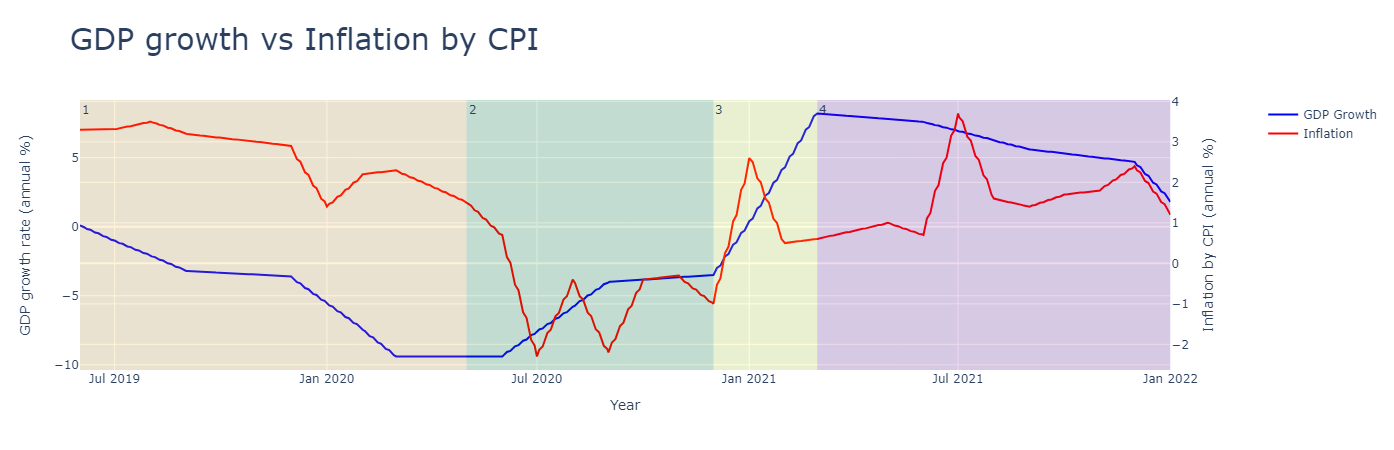 GDP growth vs Inflation by CPI
1
2
3
4
GDP growth rate (annual %)
5
0
−5
−10
4
3
2
1
0
−1
−2
Inflation by CPI (annual %)
Jul 2019
Jan 2020
Jul 2020
Jan 2021
Jul 2021
Jan 2022
Year
GDP Growth
Inflation